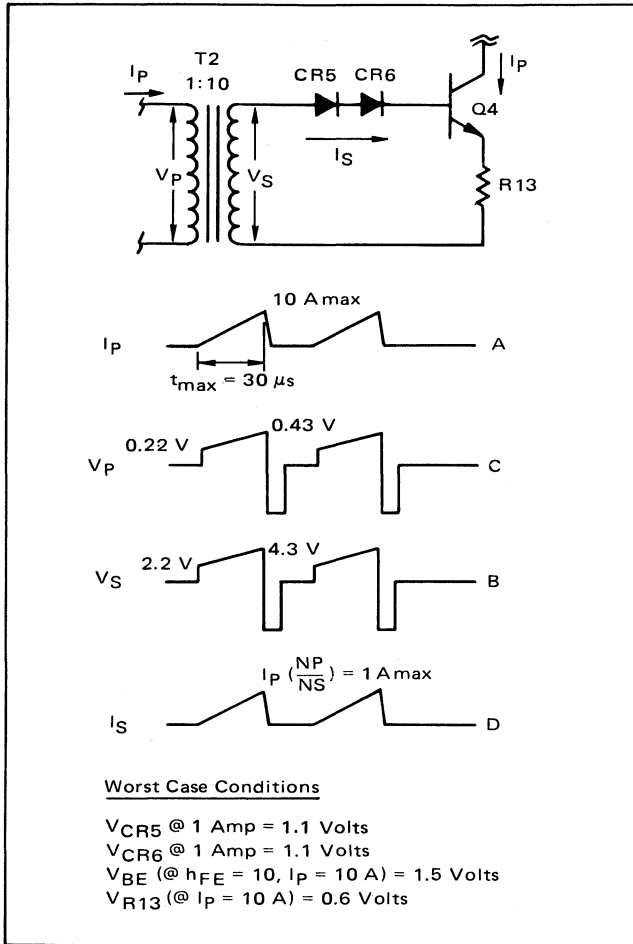 T2
1:10
IP
CR5 CR6
IP
Q4
VP
VS
IS
R13
10 A max
IP
A
tmax = 30 μs
0.43 V
0.22 V
VP
C
4.3 V
2.2 V
VS
B
IP (NP/NS) = 1 A max
IS
D
Worst Case Conditions
VCR5 @ 1 Amp = 1.1 Volts
VCR6 @ 1 Amp = 1.1 Volts
VBE (@ hFE = 10, IP = 10 A) = 1.5 Volts
VR13 (@ IP = 10 A) = 0.6 Volts